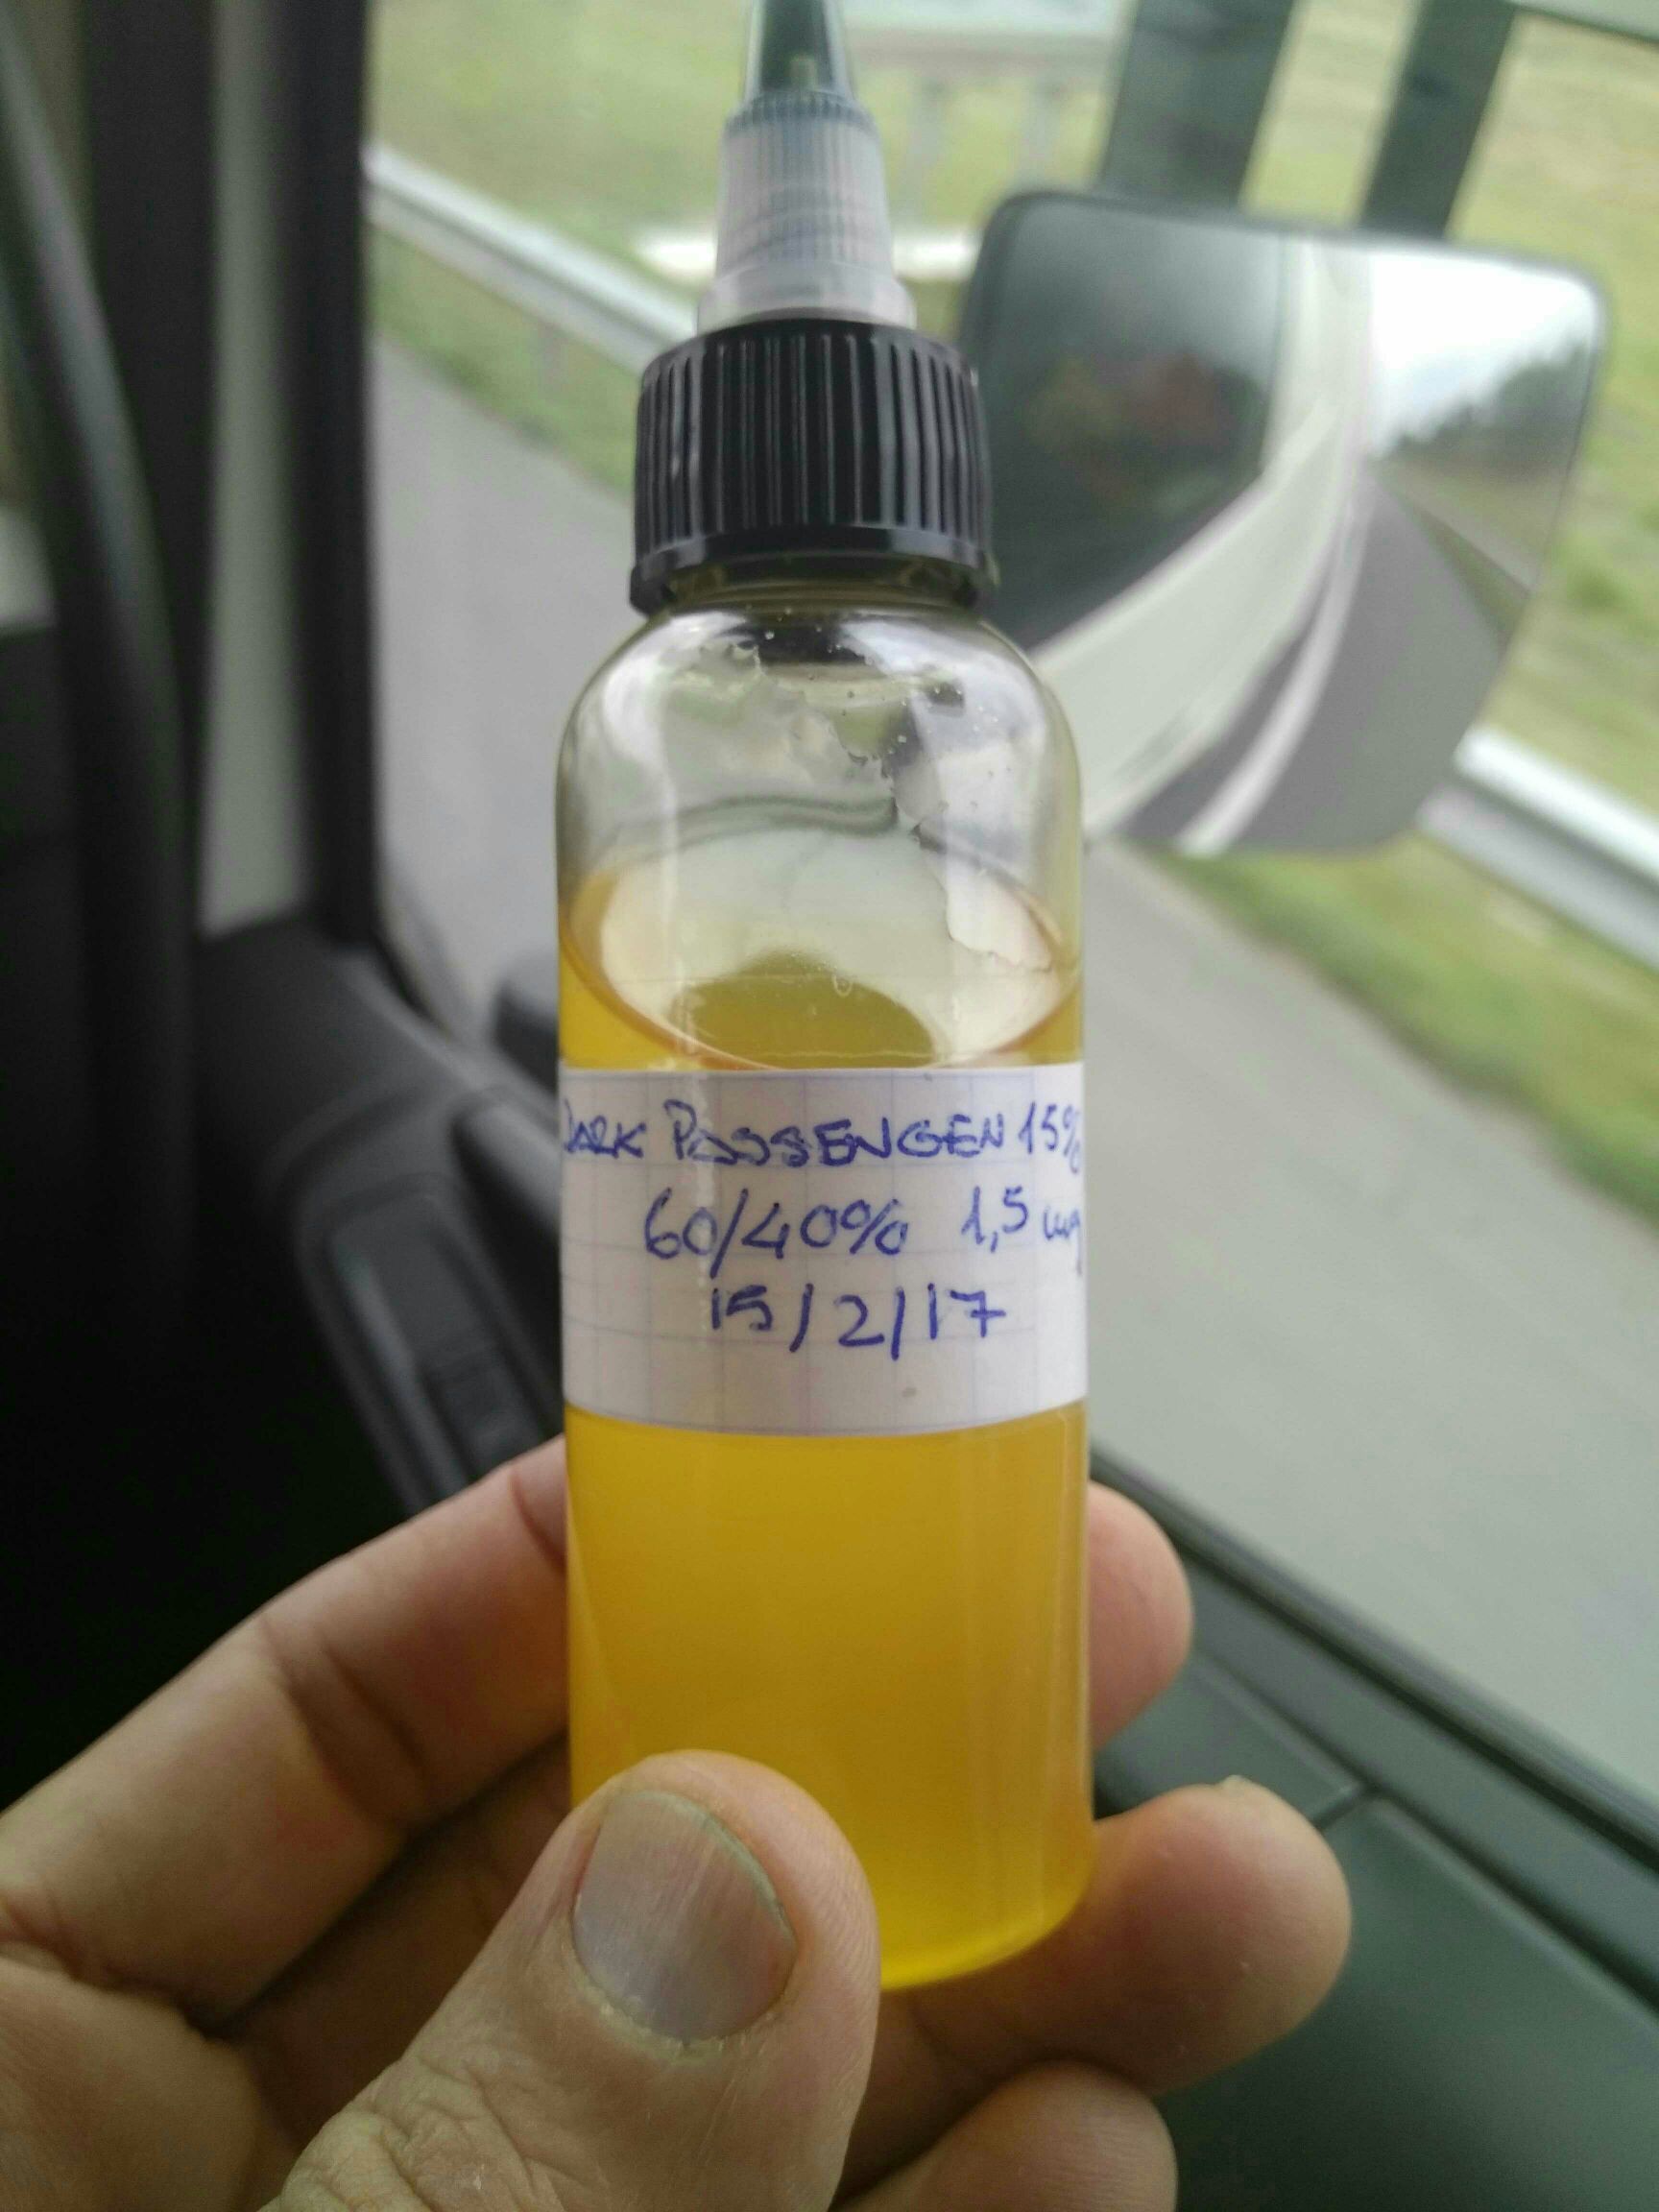 DARK PASSENGER 15%
60/40% 1,5 mg
15/2/17